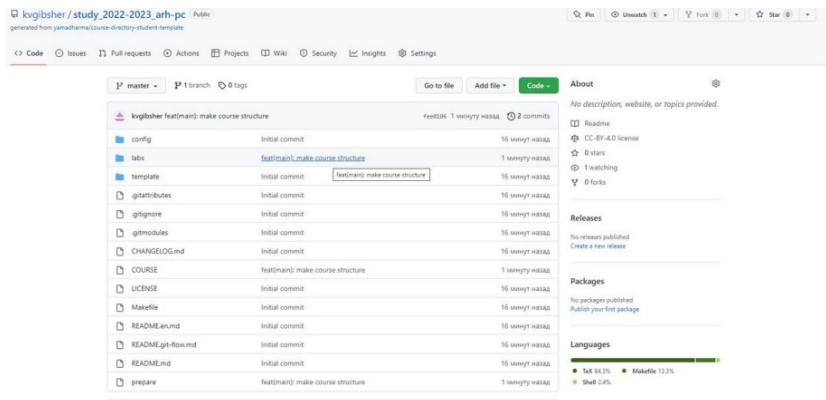 kvgibsher / study_2022-2023_arh-pc Public
Pin Unwatch 1 Fork 0 Star 0
generated from yamadharma/course-directory-student-template
Code Issues Pull requests Actions Projects Wiki Security Insights Settings
master 1 branch 0 tags Go to file Add file Code
kvgibsher feat(main): make course structure 1 минуту назад 2 commits
config Initial commit 16 минут назад
labs feat(main): make course structure 1 минуту назад
template Initial commit 16 минут назад
feat(main): make course structure
.gitattributes Initial commit 16 минут назад
.gitignore Initial commit 16 минут назад
.gitmodules Initial commit 16 минут назад
CHANGELOG.md Initial commit 16 минут назад
COURSE feat(main): make course structure 1 минуту назад
LICENSE Initial commit 16 минут назад
Makefile Initial commit 16 минут назад
README.en.md Initial commit 16 минут назад
README.git-flow.md Initial commit 16 минут назад
README.md Initial commit 16 минут назад
prepare feat(main): make course structure 1 минуту назад
About
No description, website, or topics provided.
Readme
CC-BY-4.0 license
0 stars
1 watching
0 forks
Releases
No releases published
Create a new release
Packages
No packages published
Publish your first package
Languages
TeX 84.3% Makefile 13.3%
Shell 2.4%